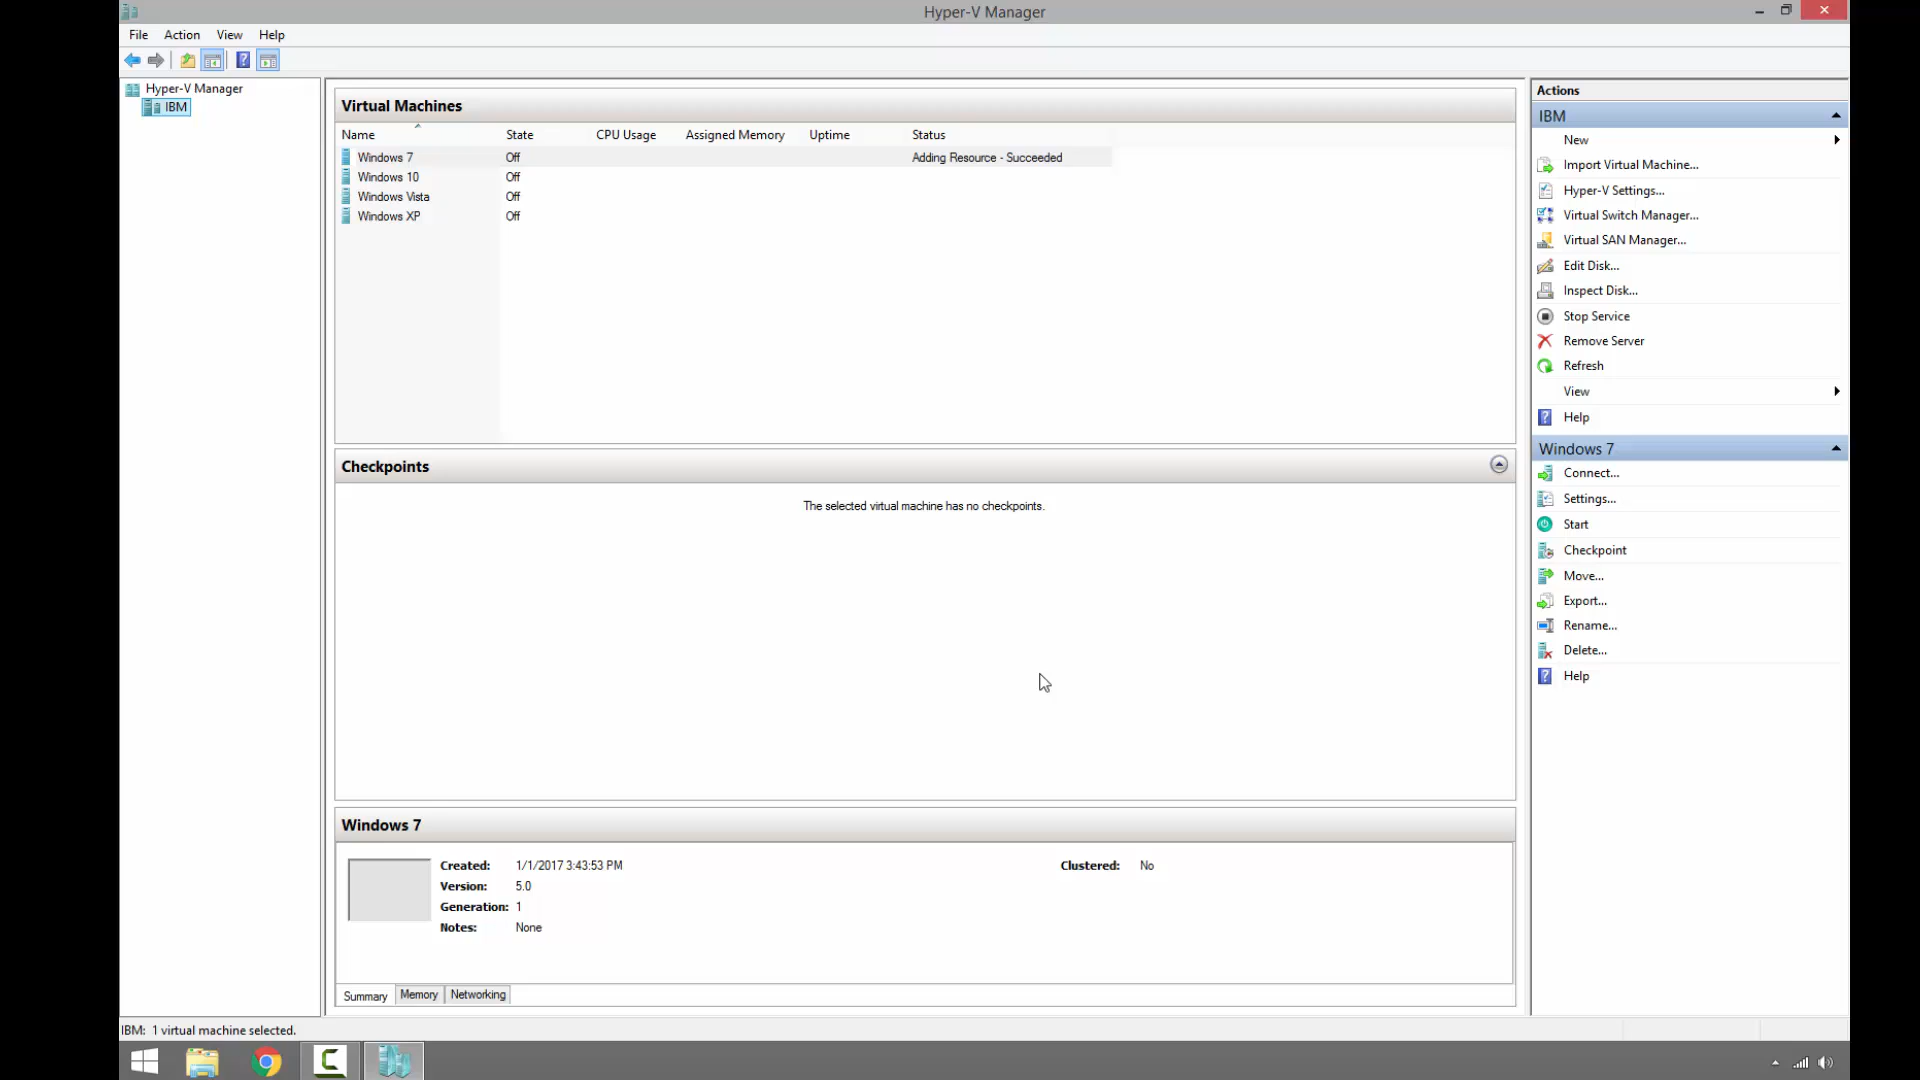 Hyper-V Manager
File Action View Help
Hyper-V Manager
IBM
Virtual Machines
Name State CPU Usage Assigned Memory Uptime Status
Windows 7 Off Adding Resource - Succeeded
Windows 10 Off
Windows Vista Off
Windows XP Off
Checkpoints
The selected virtual machine has no checkpoints.
Windows 7
Created: 1/1/2017 3:43:53 PM Clustered: No
Version: 5.0
Generation: 1
Notes: None
Summary Memory Networking
Actions
IBM
New
Import Virtual Machine...
Hyper-V Settings...
Virtual Switch Manager...
Virtual SAN Manager...
Edit Disk...
Inspect Disk...
Stop Service
Remove Server
Refresh
View
Help
Windows 7
Connect...
Settings...
Start
Checkpoint
Move...
Export...
Rename...
Delete...
Help
IBM: 1 virtual machine selected.